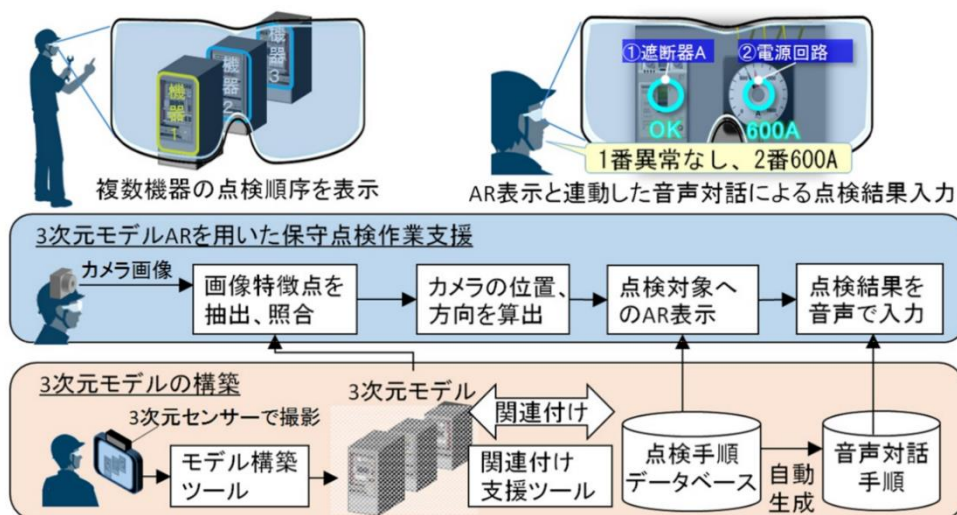 機器1
機器2
機器3
複数機器の点検順序を表示
①遮断器A
②電源回路
OK
600A
1番異常なし、2番600A
AR表示と連動した音声対話による点検結果入力
3次元モデルARを用いた保守点検作業支援
カメラ画像
画像特徴点を
抽出、照合
カメラの位置、
方向を算出
点検対象へ
のAR表示
点検結果を
音声で入力
3次元モデルの構築
3次元センサーで撮影
モデル構築
ツール
3次元モデル
関連付け
関連付け
支援ツール
点検手順
データベース
自動
生成
音声対話
手順